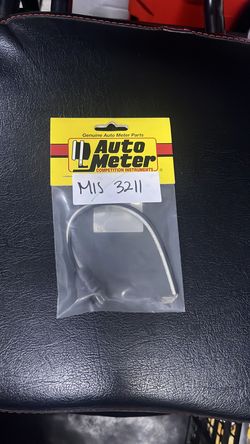 Genuine Auto Meter Parts
Auto
Meter
COMPETITION INSTRUMENTS
MIS 3211